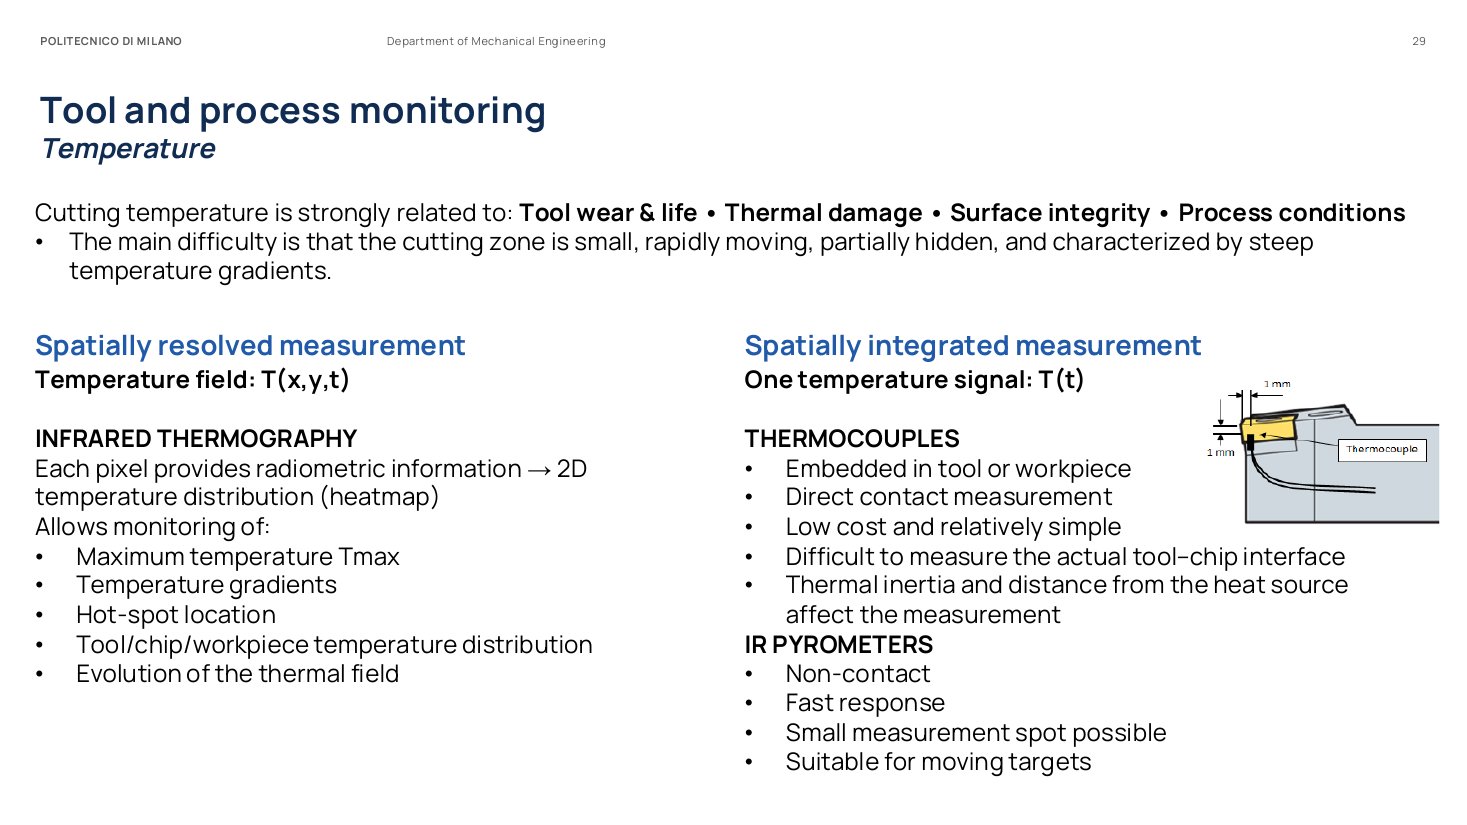 POLITECNICO DI MILANO
Department of Mechanical Engineering
29
Tool and process monitoring
Temperature
Cutting temperature is strongly related to: Tool wear & life • Thermal damage • Surface integrity • Process conditions
• The main difficulty is that the cutting zone is small, rapidly moving, partially hidden, and characterized by steep
temperature gradients.
Spatially resolved measurement
Temperature field: T(x,y,t)
INFRARED THERMOGRAPHY
Each pixel provides radiometric information → 2D
temperature distribution (heatmap)
Allows monitoring of:
• Maximum temperature Tmax
• Temperature gradients
• Hot-spot location
• Tool/chip/workpiece temperature distribution
• Evolution of the thermal field
Spatially integrated measurement
One temperature signal: T(t)
THERMOCOUPLES
• Embedded in tool or workpiece
• Direct contact measurement
• Low cost and relatively simple
• Difficult to measure the actual tool–chip interface
• Thermal inertia and distance from the heat source
affect the measurement
IR PYROMETERS
• Non-contact
• Fast response
• Small measurement spot possible
• Suitable for moving targets
1 mm
1 mm
Thermocouple